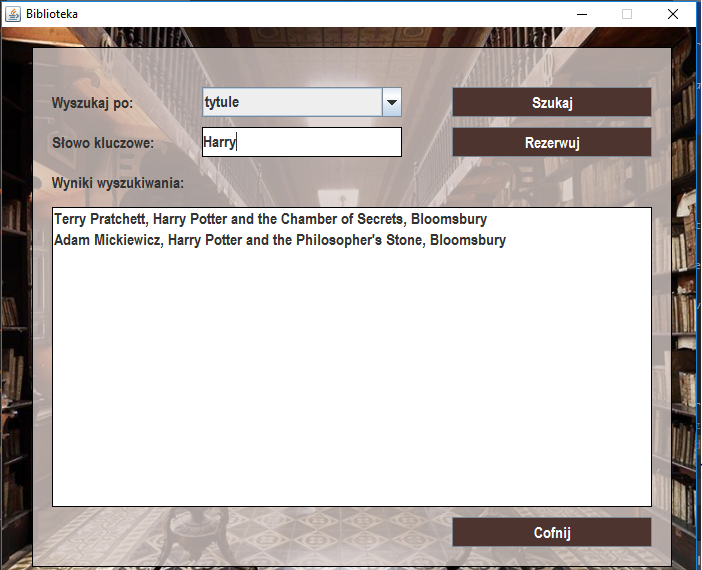 Biblioteka
Wyszukaj po:
tytule
Szukaj
Słowo kluczowe:
Harry
Rezerwuj
Wyniki wyszukiwania:
Terry Pratchett, Harry Potter and the Chamber of Secrets, Bloomsbury
Adam Mickiewicz, Harry Potter and the Philosopher's Stone, Bloomsbury
Cofnij